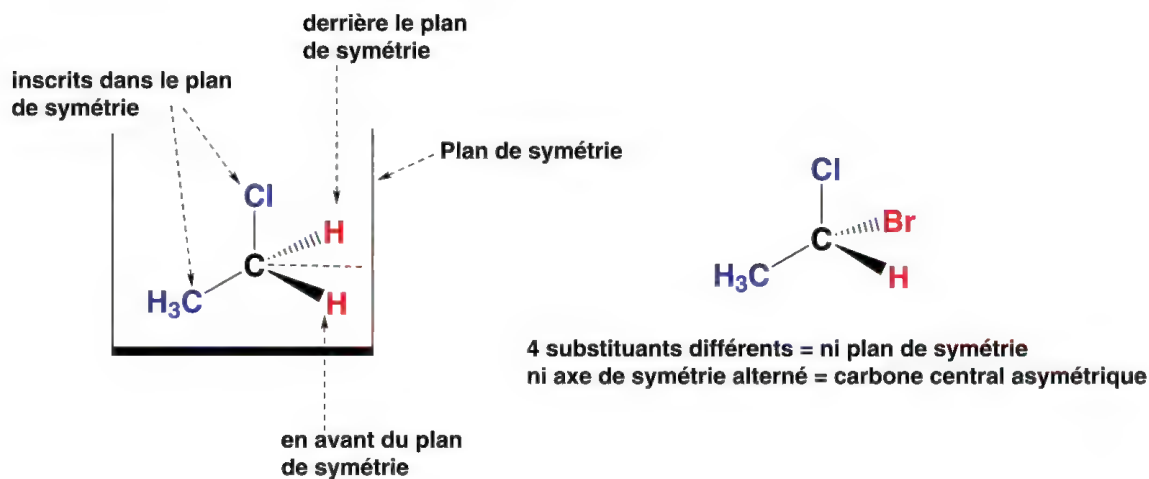 derrière le plan
de symétrie
inscrits dans le plan
de symétrie
Plan de symétrie
Cl
H
C
H3C
H
en avant du plan
de symétrie
Cl
Br
C
H3C
H
4 substituants différents = ni plan de symétrie
ni axe de symétrie alterné = carbone central asymétrique